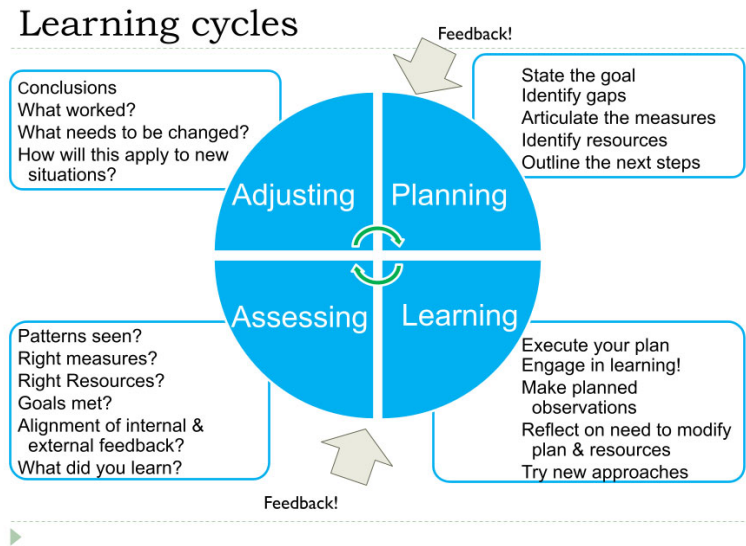 Learning cycles
Feedback!
Conclusions
What worked?
What needs to be changed?
How will this apply to new
situations?
State the goal
Identify gaps
Articulate the measures
Identify resources
Outline the next steps
Adjusting
Planning
Assessing
Learning
Patterns seen?
Right measures?
Right Resources?
Goals met?
Alignment of internal &
external feedback?
What did you learn?
Execute your plan
Engage in learning!
Make planned
observations
Reflect on need to modify
plan & resources
Try new approaches
Feedback!